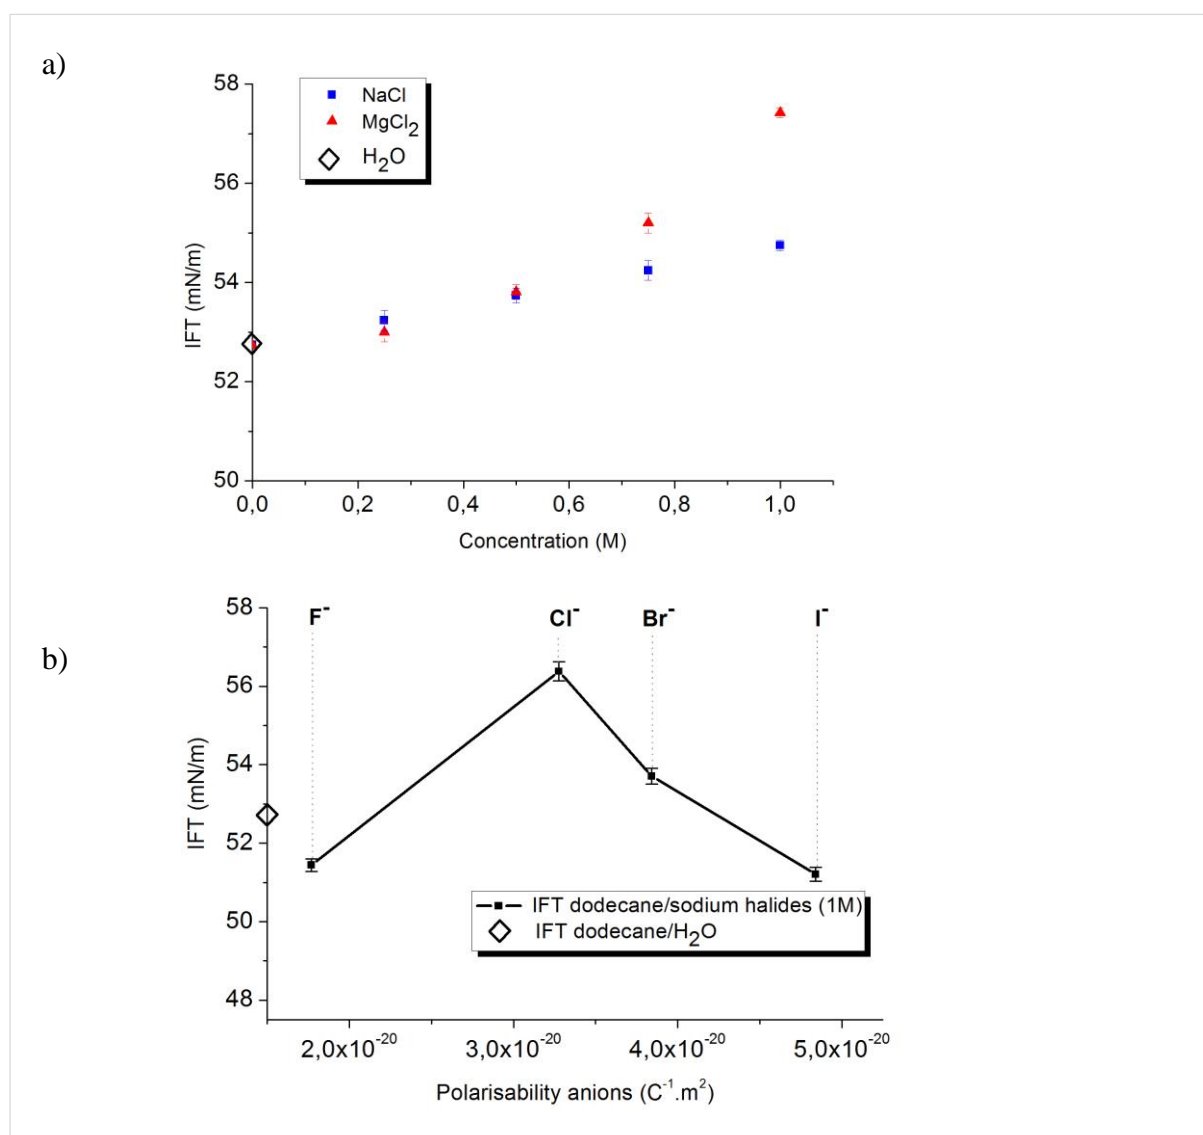 a)
58
56
54
52
50
IFT (mN/m)
NaCl
MgCl2
H2O
0,0 0,2 0,4 0,6 0,8 1,0
Concentration (M)
b)
58
56
54
52
50
48
IFT (mN/m)
F- Cl- Br- I-
IFT dodecane/sodium halides (1M)
IFT dodecane/H2O
2,0x10-20 3,0x10-20 4,0x10-20 5,0x10-20
Polarisability anions (C-1.m2)